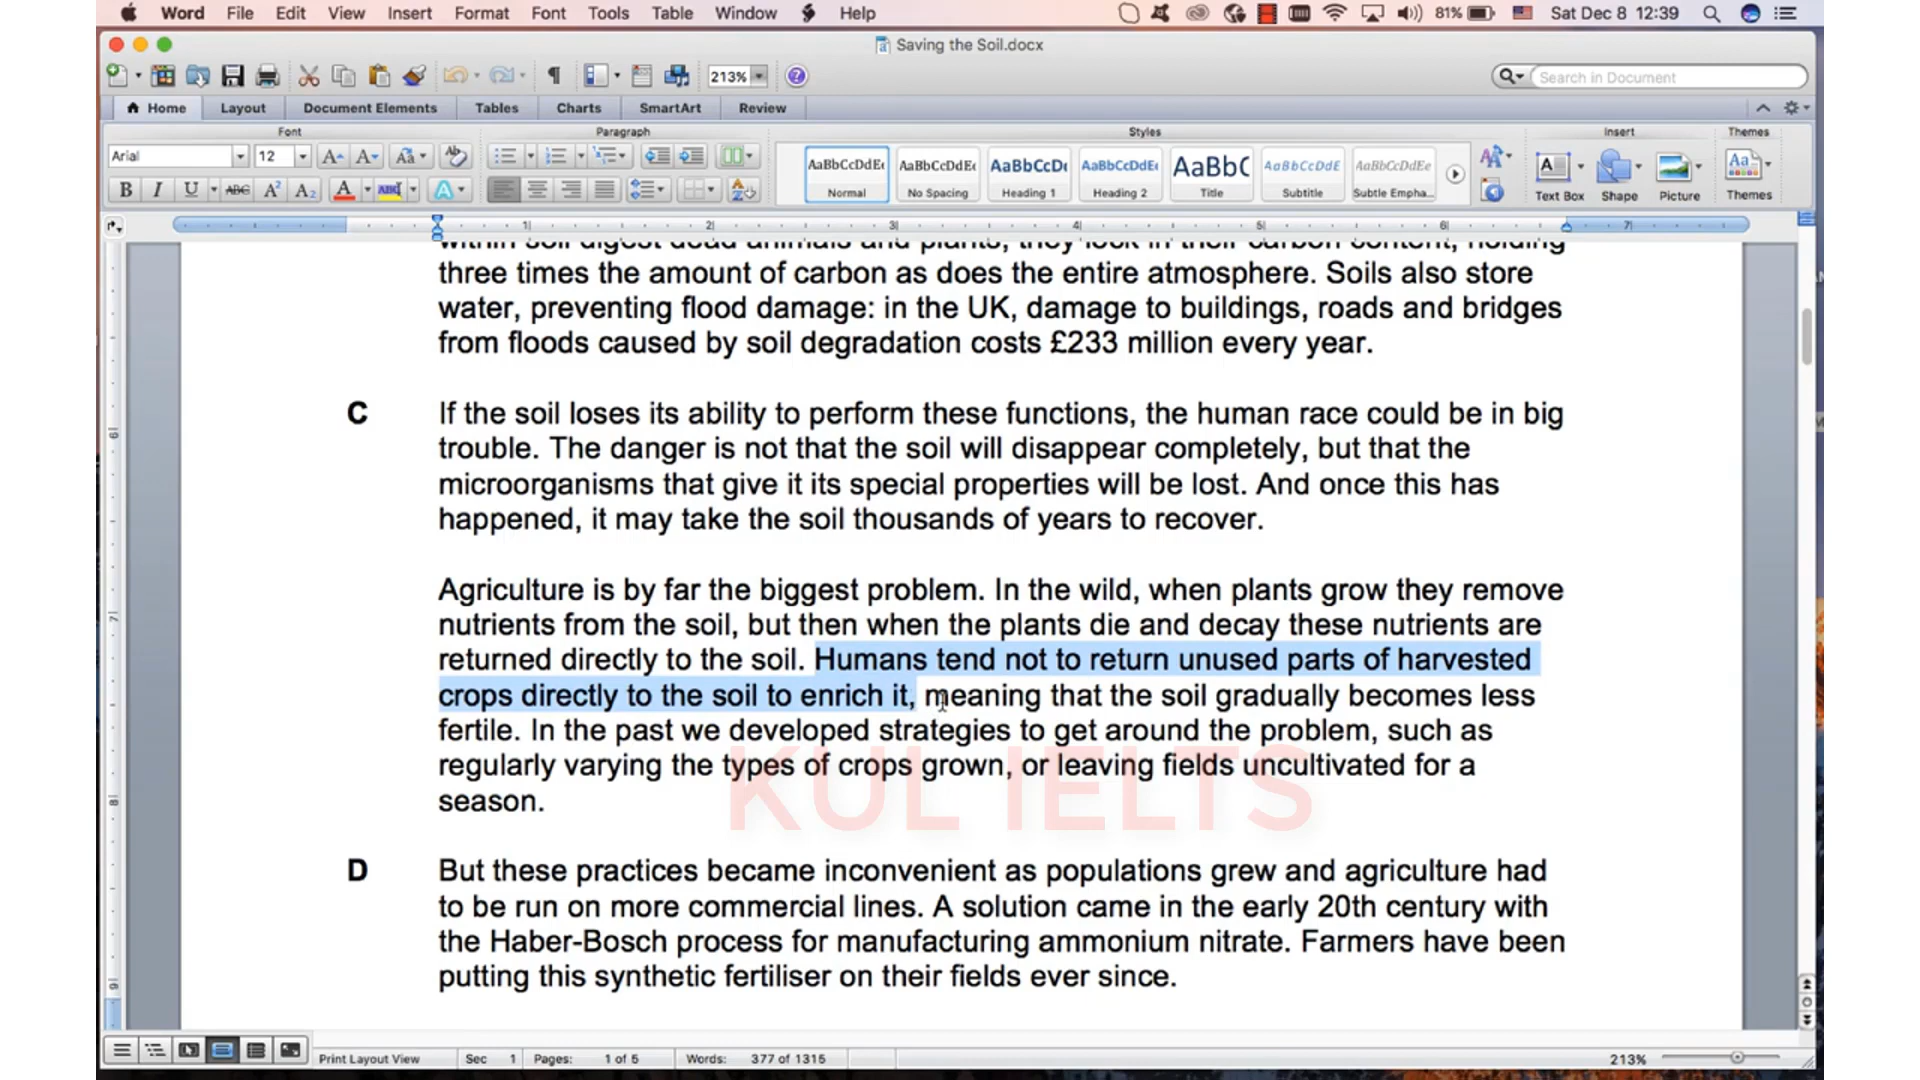 Word File Edit View Insert Format Font Tools Table Window Help 81% Sat Dec 8 12:39
Saving the Soil.docx
213% Search in Document
Home Layout Document Elements Tables Charts SmartArt Review
Font Paragraph Styles Insert Themes
Arial 12 AaBbCcDdEe AaBbCcDdEe AaBbCcDd AaBbCcDdEe AaBbC AaBbCcDdE AaBbCcDdEe
Normal No Spacing Heading 1 Heading 2 Title Subtitle Subtle Empha... Text Box Shape Picture Themes
within soil digest dead animals and plants, they lock in their carbon content, holding
three times the amount of carbon as does the entire atmosphere. Soils also store
water, preventing flood damage: in the UK, damage to buildings, roads and bridges
from floods caused by soil degradation costs £233 million every year.
C If the soil loses its ability to perform these functions, the human race could be in big
trouble. The danger is not that the soil will disappear completely, but that the
microorganisms that give it its special properties will be lost. And once this has
happened, it may take the soil thousands of years to recover.
Agriculture is by far the biggest problem. In the wild, when plants grow they remove
nutrients from the soil, but then when the plants die and decay these nutrients are
returned directly to the soil. Humans tend not to return unused parts of harvested
crops directly to the soil to enrich it, meaning that the soil gradually becomes less
fertile. In the past we developed strategies to get around the problem, such as
regularly varying the types of crops grown, or leaving fields uncultivated for a
season.
KUL IELTS
D But these practices became inconvenient as populations grew and agriculture had
to be run on more commercial lines. A solution came in the early 20th century with
the Haber-Bosch process for manufacturing ammonium nitrate. Farmers have been
putting this synthetic fertiliser on their fields ever since.
Print Layout View Sec 1 Pages: 1 of 5 Words: 377 of 1315 213%